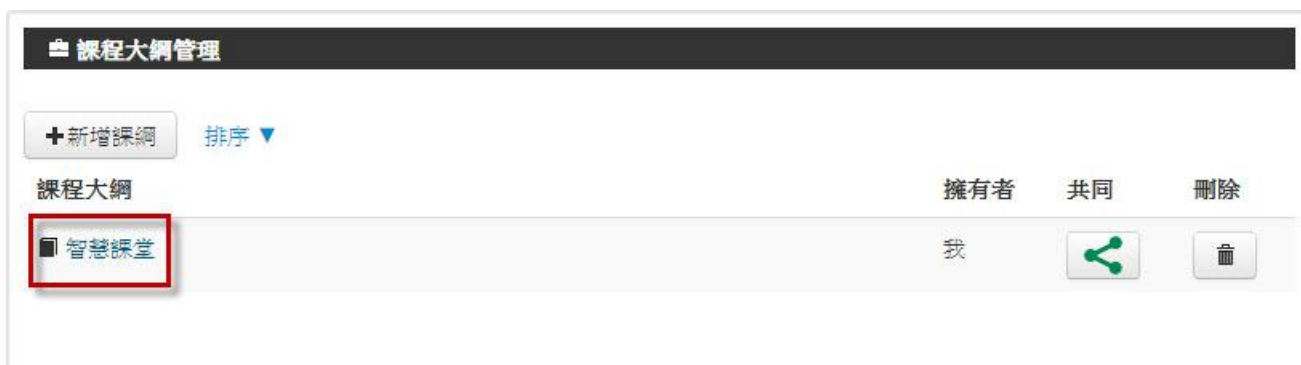 課程大綱管理
+新增課綱 排序▼
課程大綱 擁有者 共同 刪除
智慧課堂 我